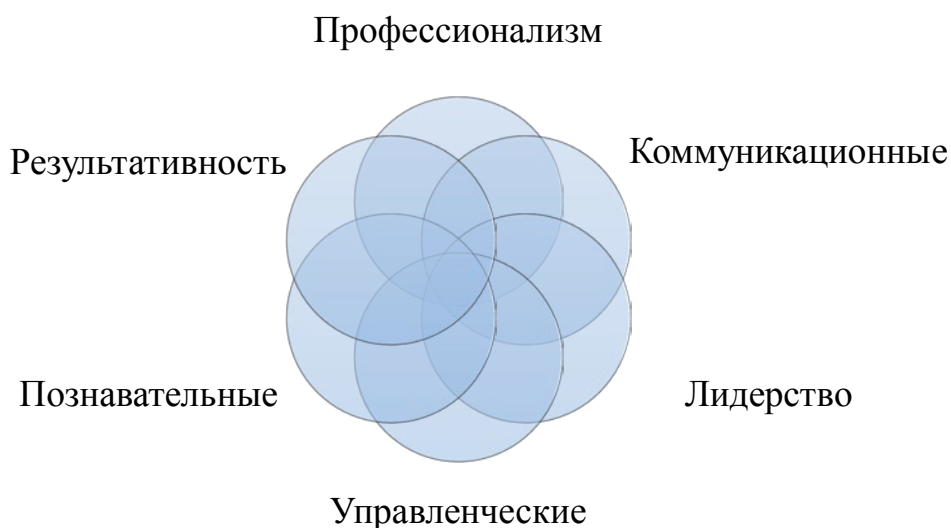 Профессионализм
Результативность
Коммуникационные
Познавательные
Лидерство
Управленческие